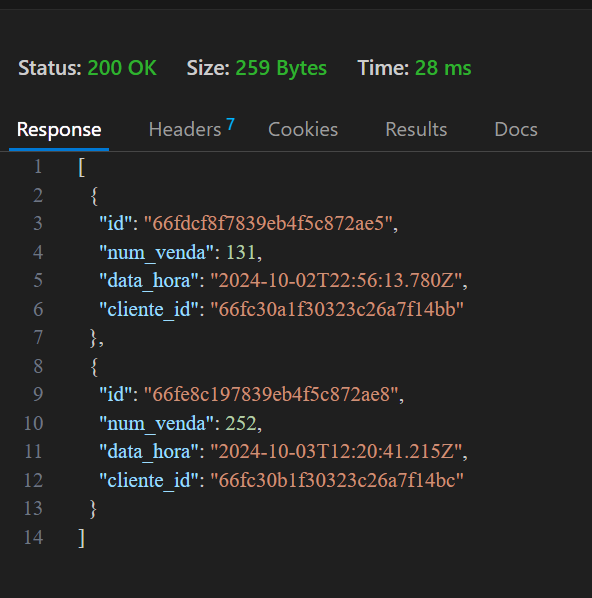 Status: 200 OK Size: 259 Bytes Time: 28 ms
Response Headers 7 Cookies Results Docs
1 [
2 {
3 "id": "66fdcf8f7839eb4f5c872ae5",
4 "num_venda": 131,
5 "data_hora": "2024-10-02T22:56:13.780Z",
6 "cliente_id": "66fc30a1f30323c26a7f14bb"
7 },
8 {
9 "id": "66fe8c197839eb4f5c872ae8",
10 "num_venda": 252,
11 "data_hora": "2024-10-03T12:20:41.215Z",
12 "cliente_id": "66fc30b1f30323c26a7f14bc"
13 }
14 ]